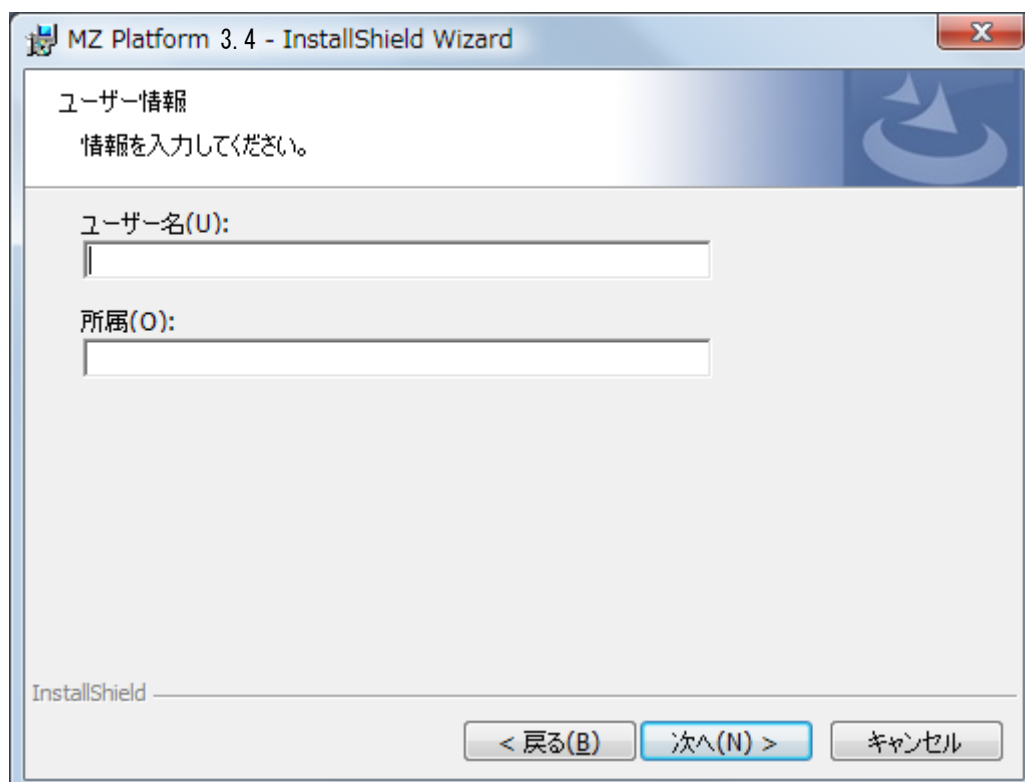 MZ Platform 3.4 - InstallShield Wizard
ユーザー情報
情報を入力してください。
ユーザー名(U):
所属(O):
InstallShield
< 戻る(B)
次へ(N) >
キャンセル